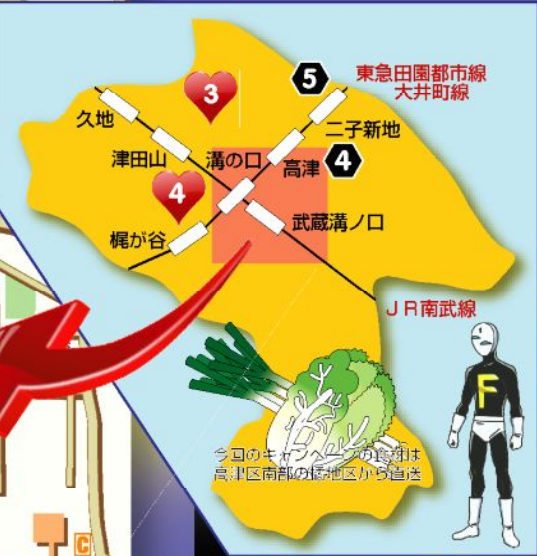 3
5
東急田園都市線
大井町線
久地
二子新地
津田山
溝の口
高津
4
4
梶が谷
武蔵溝ノ口
JR南武線
F
今回のキャンペーンの食材は
高津区南部の 地区から直送
C